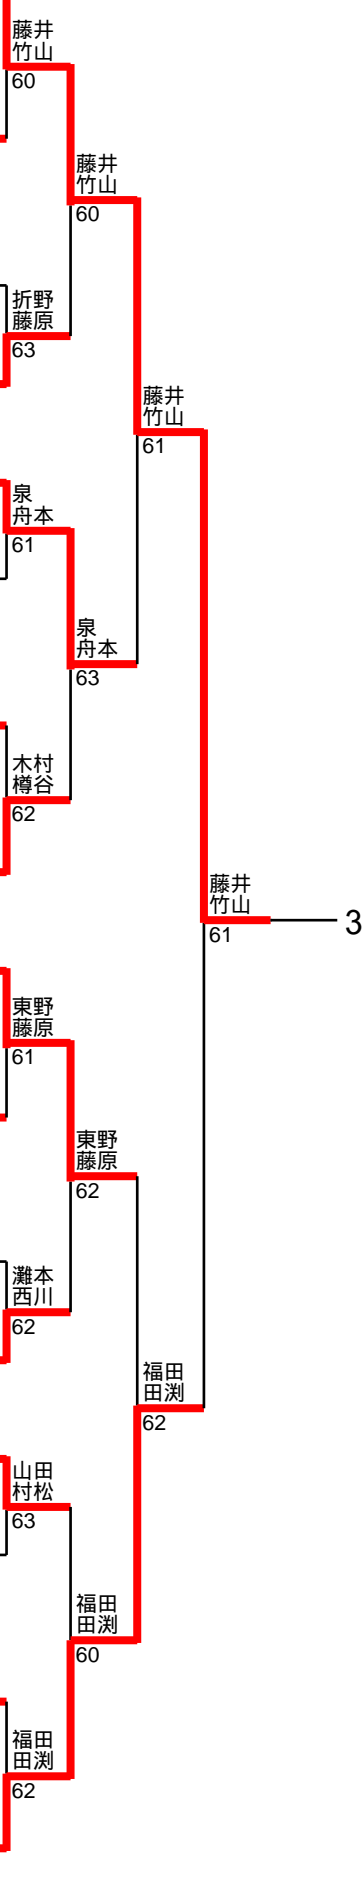 藤井
竹山
60
藤井
竹山
60
折野
藤原
63
藤井
竹山
61
泉
舟本
61
泉
舟本
63
木村
樽谷
62
藤井
竹山
61
3
東野
藤原
61
東野
藤原
62
灘本
西川
62
福田
田渕
62
山田
村松
63
福田
田渕
60
福田
田渕
62